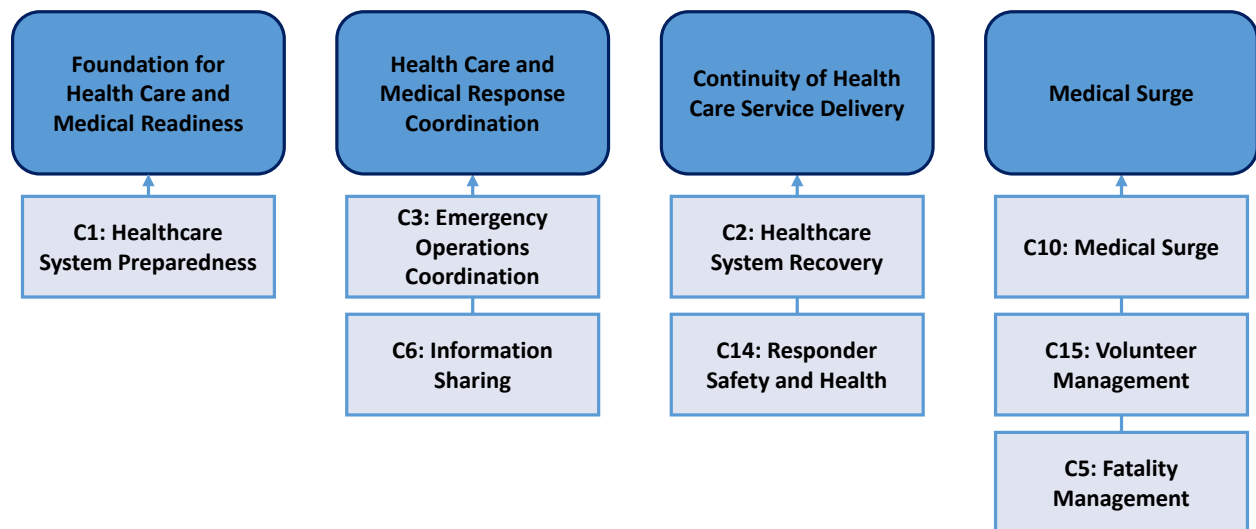 Foundation for
Health Care and
Medical Readiness
Health Care and
Medical Response
Coordination
Continuity of Health
Care Service Delivery
Medical Surge
C1: Healthcare
System Preparedness
C3: Emergency
Operations
Coordination
C2: Healthcare
System Recovery
C10: Medical Surge
C6: Information
Sharing
C14: Responder
Safety and Health
C15: Volunteer
Management
C5: Fatality
Management